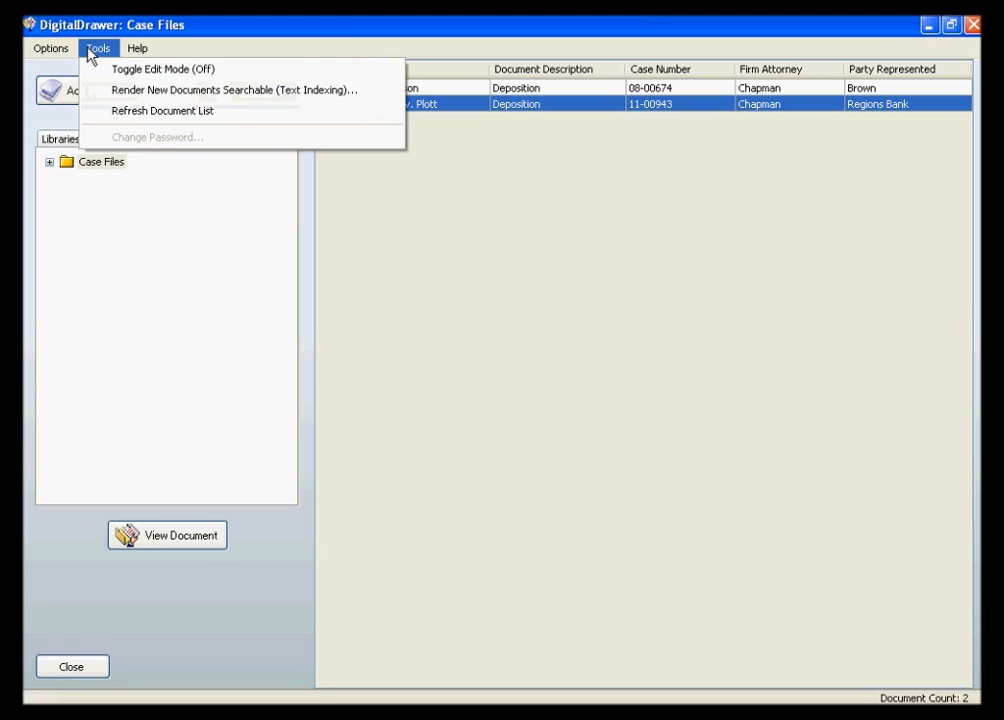 DigitalDrawer: Case Files
Options Tools Help
Toggle Edit Mode (Off)
Render New Documents Searchable (Text Indexing)...
Refresh Document List
Change Password...
Document Description Case Number Firm Attorney Party Represented
on Deposition 08-00674 Chapman Brown
v. Plott Deposition 11-00943 Chapman Regions Bank
Libraries
Case Files
View Document
Close
Document Count: 2